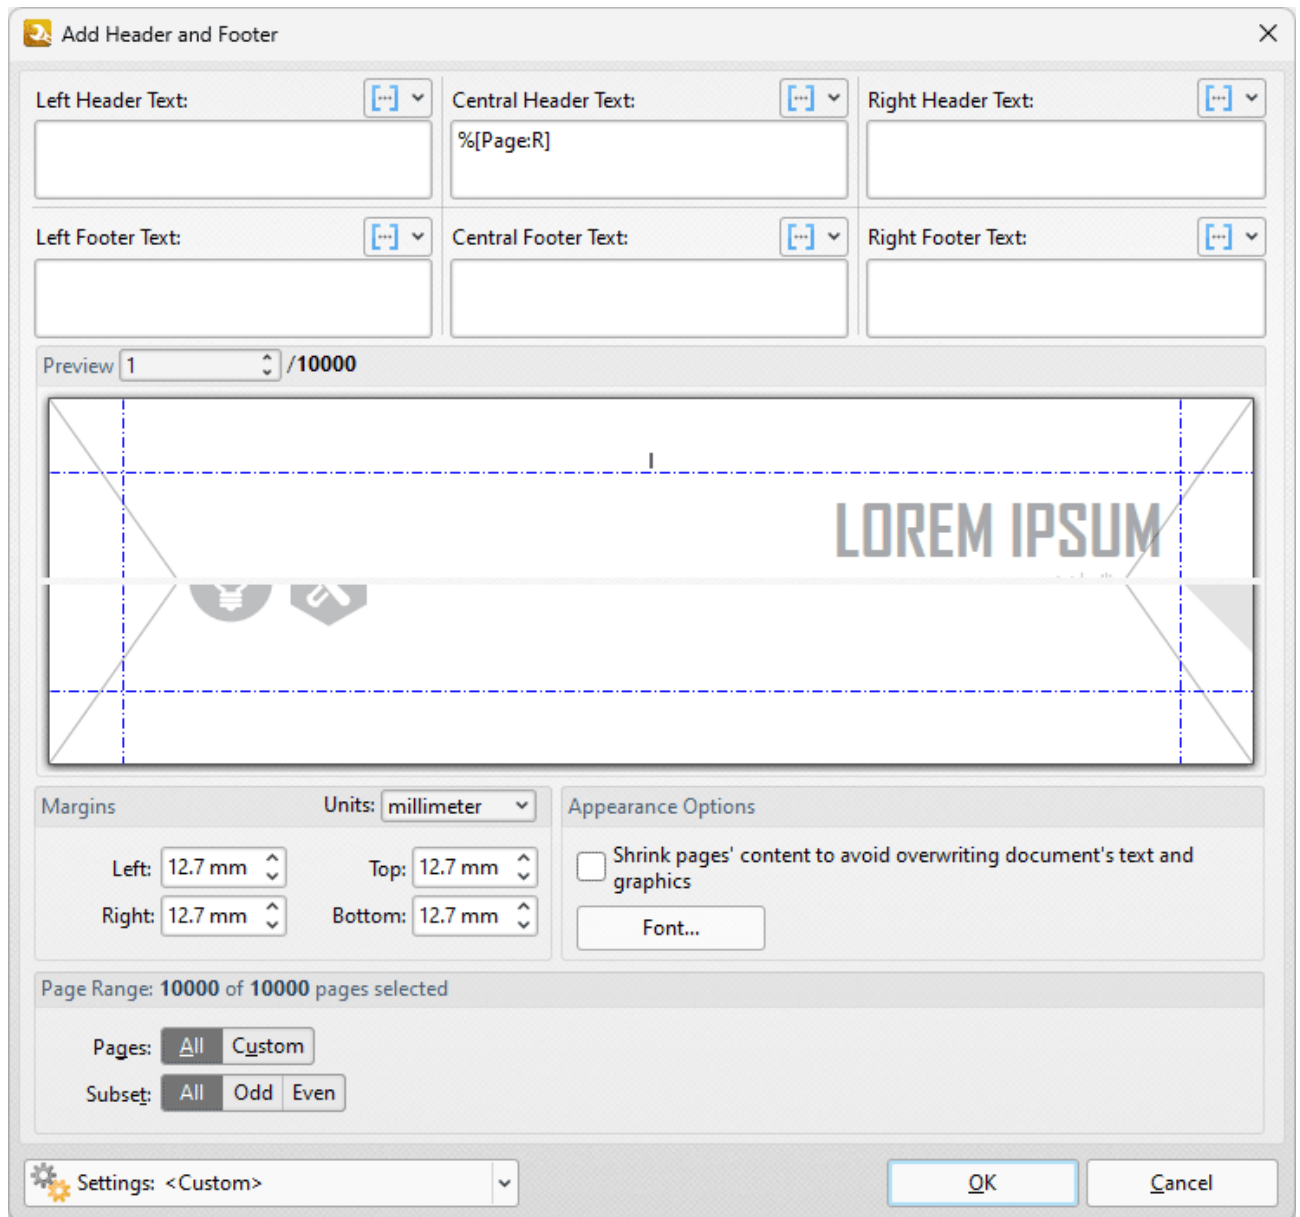 Add Header and Footer
Left Header Text:
Central Header Text:
Right Header Text:
%[Page:R]
Left Footer Text:
Central Footer Text:
Right Footer Text:
Preview 1 /10000
I
LOREM IPSUM
Margins
Units: millimeter
Appearance Options
Left: 12.7 mm
Top: 12.7 mm
Shrink pages' content to avoid overwriting document's text and
graphics
Right: 12.7 mm
Bottom: 12.7 mm
Font...
Page Range: 10000 of 10000 pages selected
Pages: All Custom
Subset: All Odd Even
Settings: <Custom>
OK
Cancel